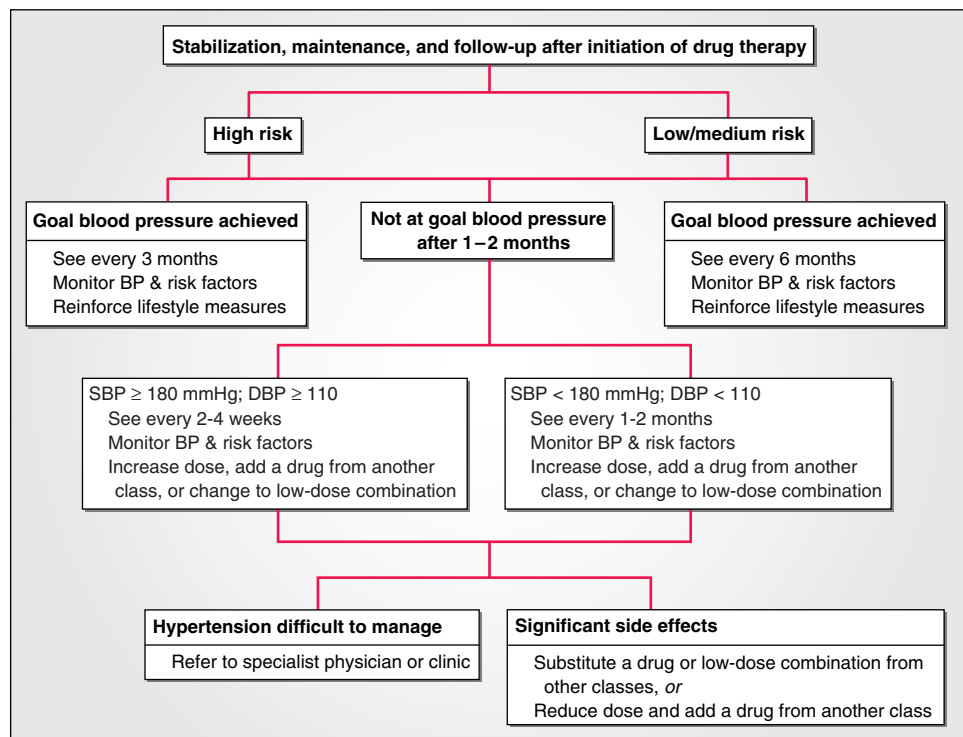 Stabilization, maintenance, and follow-up after initiation of drug therapy
High risk
Low/medium risk
Goal blood pressure achieved
See every 3 months
Monitor BP & risk factors
Reinforce lifestyle measures
Not at goal blood pressure
after 1–2 months
Goal blood pressure achieved
See every 6 months
Monitor BP & risk factors
Reinforce lifestyle measures
SBP ≥ 180 mmHg; DBP ≥ 110
See every 2-4 weeks
Monitor BP & risk factors
Increase dose, add a drug from another
class, or change to low-dose combination
SBP < 180 mmHg; DBP < 110
See every 1-2 months
Monitor BP & risk factors
Increase dose, add a drug from another
class, or change to low-dose combination
Hypertension difficult to manage
Refer to specialist physician or clinic
Significant side effects
Substitute a drug or low-dose combination from
other classes, or
Reduce dose and add a drug from another class